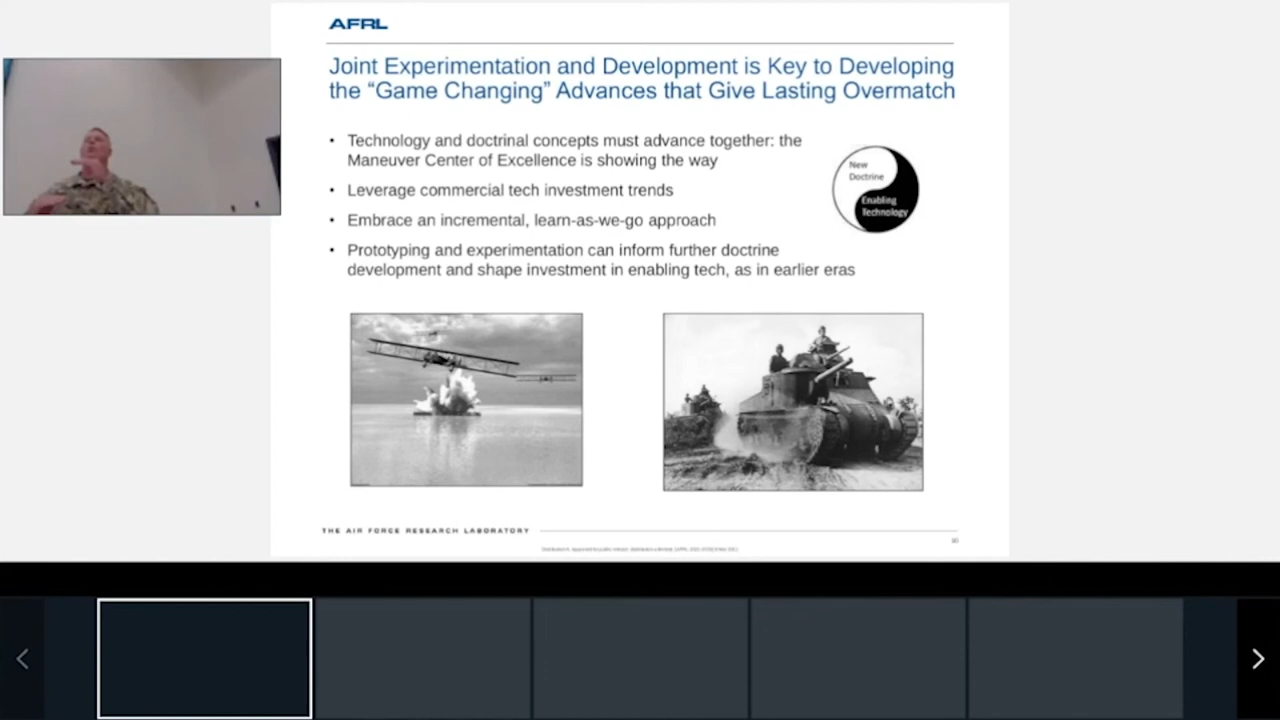 AFRL
Joint Experimentation and Development is Key to Developing
the “Game Changing” Advances that Give Lasting Overmatch
• Technology and doctrinal concepts must advance together: the
Maneuver Center of Excellence is showing the way
• Leverage commercial tech investment trends
• Embrace an incremental, learn-as-we-go approach
• Prototyping and experimentation can inform further doctrine
development and shape investment in enabling tech, as in earlier eras
New
Doctrine
Enabling
Technology
THE AIR FORCE RESEARCH LABORATORY